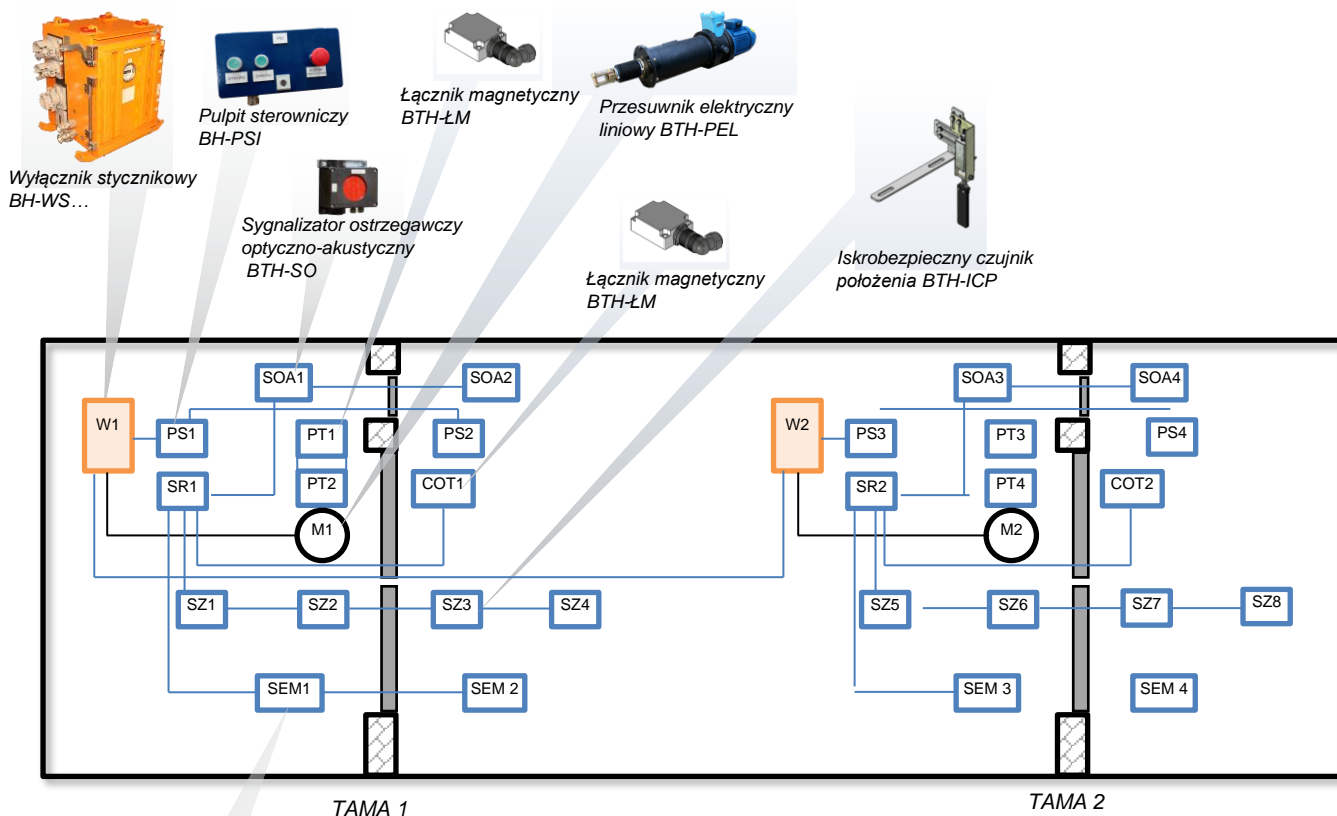 Wyłącznik stycznikowy
BH-WS…
Pulpit sterowniczy
BH-PSI
Łącznik magnetyczny
BTH-ŁM
Przesuwnik elektryczny
liniowy BTH-PEL
Sygnalizator ostrzegawczy
optyczno-akustyczny
BTH-SO
Łącznik magnetyczny
BTH-ŁM
Iskrobezpieczny czujnik
położenia BTH-ICP
SOA1 SOA2 SOA3 SOA4
W1 PS1 PT1 PS2 W2 PS3 PT3 PS4
SR1 PT2 COT1 SR2 PT4 COT2
M1 M2
SZ1 SZ2 SZ3 SZ4 SZ5 SZ6 SZ7 SZ8
SEM1 SEM 2 SEM 3 SEM 4
TAMA 1 TAMA 2